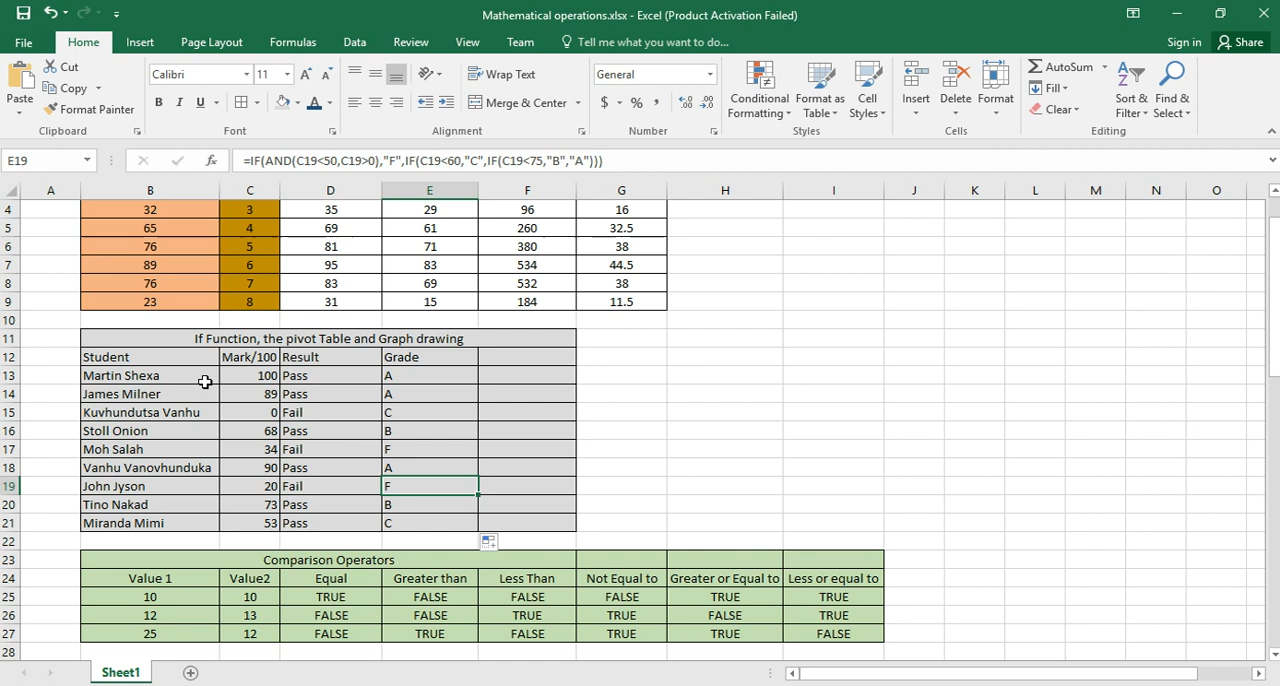 Mathematical operations.xlsx - Excel (Product Activation Failed)
File Home Insert Page Layout Formulas Data Review View Team Tell me what you want to do... Sign in Share
Paste Cut Copy Format Painter Clipboard
Calibri 11 B I U A Font
Wrap Text Merge & Center Alignment
General $ % , Number
Conditional Formatting Format as Table Cell Styles Styles
Insert Delete Format Cells
AutoSum Fill Clear Sort & Filter Find & Select Editing
E19 fx =IF(AND(C19<50,C19>0),"F",IF(C19<60,"C",IF(C19<75,"B","A")))
A B C D E F G H I J K L M N O
4 32 3 35 29 96 16
5 65 4 69 61 260 32.5
6 76 5 81 71 380 38
7 89 6 95 83 534 44.5
8 76 7 83 69 532 38
9 23 8 31 15 184 11.5
10
11 If Function, the pivot Table and Graph drawing
12 Student Mark/100 Result Grade
13 Martin Shexa 100 Pass A
14 James Milner 89 Pass A
15 Kuvhundutsa Vanhu 0 Fail C
16 Stoll Onion 68 Pass B
17 Moh Salah 34 Fail F
18 Vanhu Vanovhunduka 90 Pass A
19 John Jyson 20 Fail F
20 Tino Nakad 73 Pass B
21 Miranda Mimi 53 Pass C
22
23 Comparison Operators
24 Value 1 Value2 Equal Greater than Less Than Not Equal to Greater or Equal to Less or equal to
25 10 10 TRUE FALSE FALSE FALSE TRUE TRUE
26 12 13 FALSE FALSE TRUE TRUE FALSE TRUE
27 25 12 FALSE TRUE FALSE TRUE TRUE FALSE
28
Sheet1